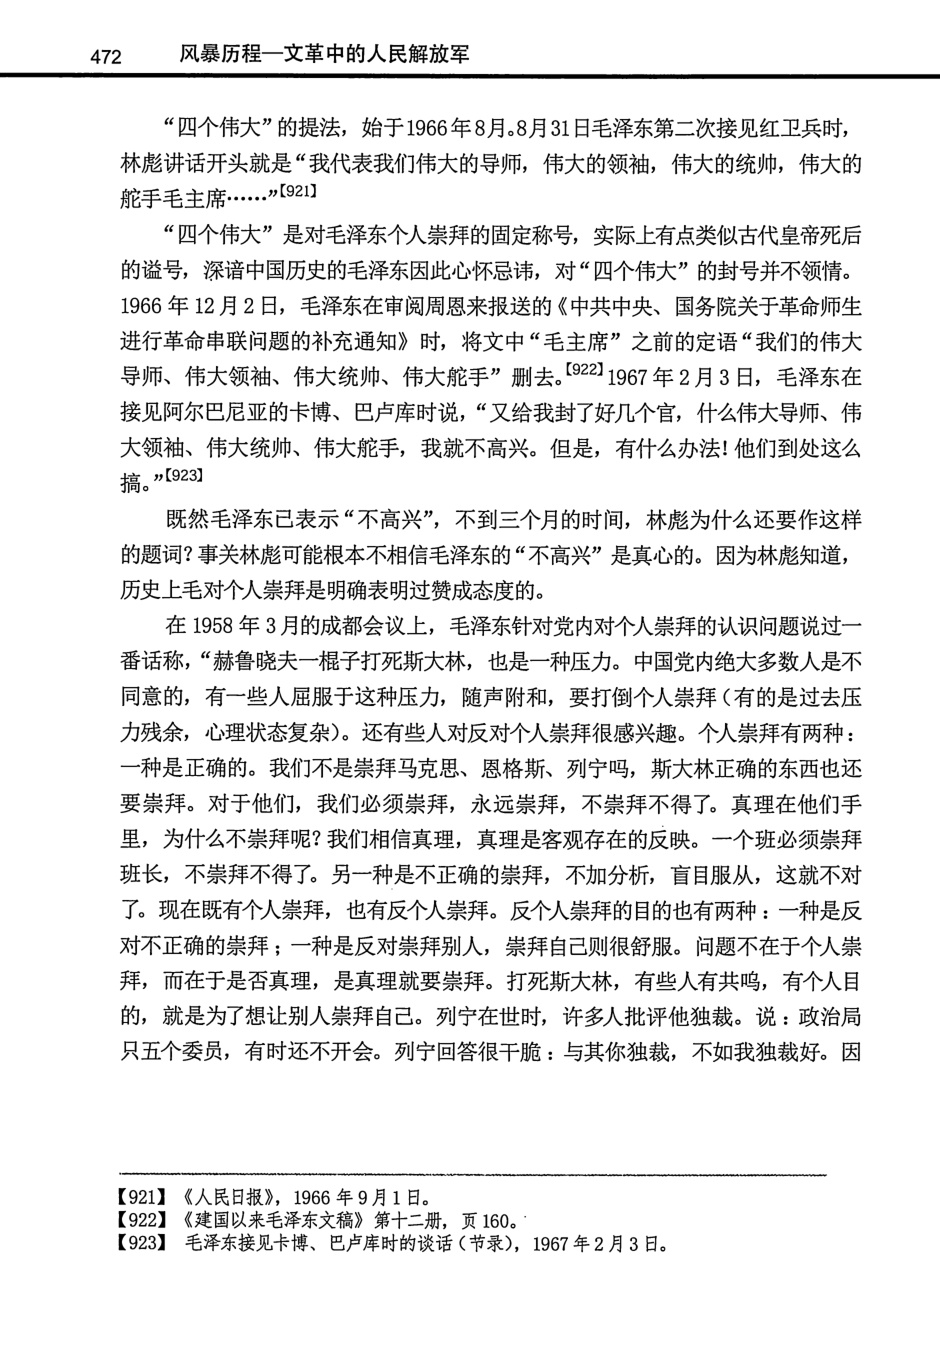 472 风暴历程—文革中的人民解放军
“四个伟大”的提法，始于1966年8月。8月31日毛泽东第二次接见红卫兵时，
林彪讲话开头就是“我代表我们伟大的导师，伟大的领袖，伟大的统帅，伟大的
舵手毛主席……”【921】
“四个伟大”是对毛泽东个人崇拜的固定称号，实际上有点类似古代皇帝死后
的谥号，深谙中国历史的毛泽东因此心怀忌讳，对“四个伟大”的封号并不领情。
1966 年 12 月 2 日，毛泽东在审阅周恩来报送的《中共中央、国务院关于革命师生
进行革命串联问题的补充通知》时，将文中“毛主席”之前的定语“我们的伟大
导师、伟大领袖、伟大统帅、伟大舵手”删去。【922】1967 年 2 月 3 日，毛泽东在
接见阿尔巴尼亚的卡博、巴卢库时说，“又给我封了好几个官，什么伟大导师、伟
大领袖、伟大统帅、伟大舵手，我就不高兴。但是，有什么办法！他们到处这么
搞。”【923】
既然毛泽东已表示“不高兴”，不到三个月的时间，林彪为什么还要作这样
的题词？事关林彪可能根本不相信毛泽东的“不高兴”是真心的。因为林彪知道，
历史上毛对个人崇拜是明确表明过赞成态度的。
在 1958 年 3 月的成都会议上，毛泽东针对党内对个人崇拜的认识问题说过一
番话称，“赫鲁晓夫一棍子打死斯大林，也是一种压力。中国党内绝大多数人是不
同意的，有一些人屈服于这种压力，随声附和，要打倒个人崇拜（有的是过去压
力残余，心理状态复杂）。还有些人对反对个人崇拜很感兴趣。个人崇拜有两种：
一种是正确的。我们不是崇拜马克思、恩格斯、列宁吗，斯大林正确的东西也还
要崇拜。对于他们，我们必须崇拜，永远崇拜，不崇拜不得了。真理在他们手
里，为什么不崇拜呢？我们相信真理，真理是客观存在的反映。一个班必须崇拜
班长，不崇拜不得了。另一种是不正确的崇拜，不加分析，盲目服从，这就不对
了。现在既有个人崇拜，也有反个人崇拜。反个人崇拜的目的也有两种：一种是反
对不正确的崇拜；一种是反对崇拜别人，崇拜自己则很舒服。问题不在于个人崇
拜，而在于是否真理，是真理就要崇拜。打死斯大林，有些人有共呜，有个人目
的，就是为了想让别人崇拜自己。列宁在世时，许多人批评他独裁。说：政治局
只五个委员，有时还不开会。列宁回答很干脆：与其你独裁，不如我独裁好。因
【921】《人民日报》，1966 年 9 月 1 日。
【922】《建国以来毛泽东文稿》第十二册，页 160。
【923】 毛泽东接见卡博、巴卢库时的谈话（节录），1967 年 2 月 3 日。